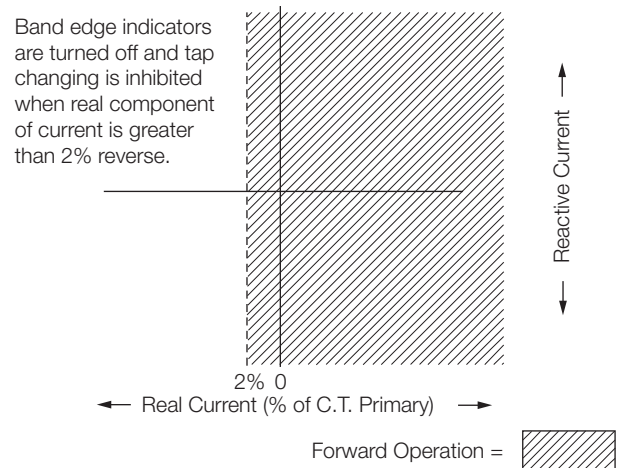 Band edge indicators
are turned off and tap
changing is inhibited
when real component
of current is greater
than 2% reverse.
Reactive Current
2% 0
Real Current (% of C.T. Primary)
Forward Operation =